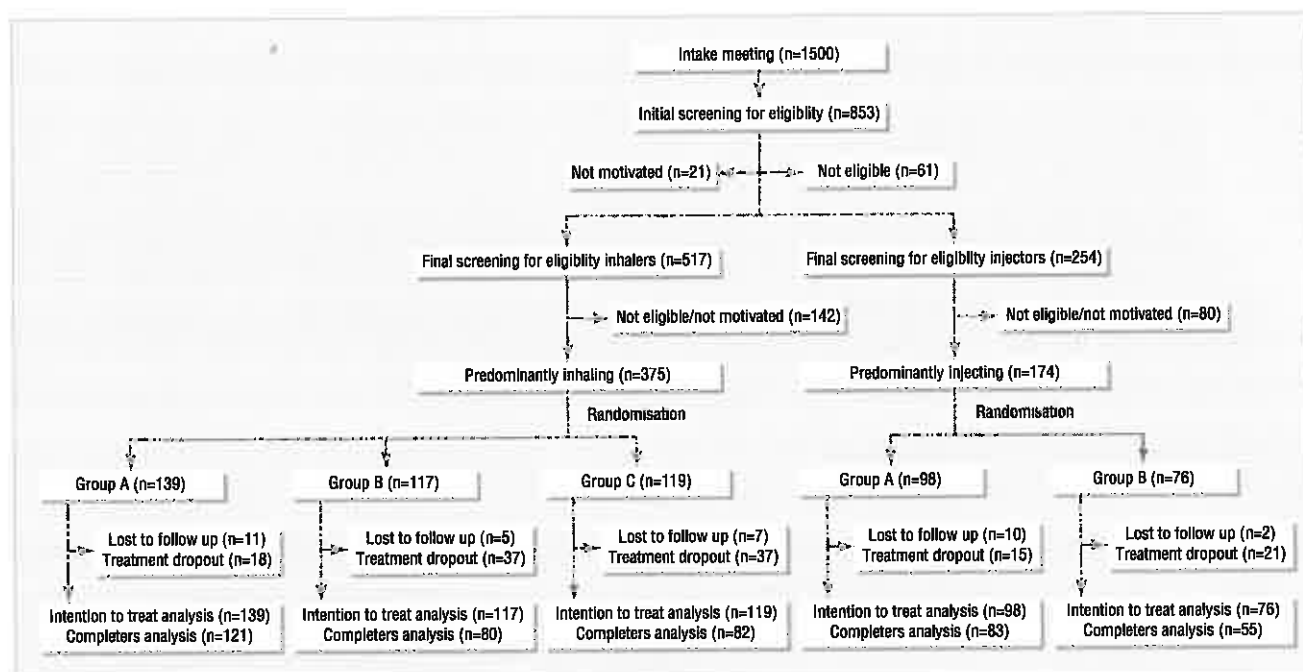 Intake meeting (n=1500)
Initial screening for eligiblity (n=853)
Not motivated (n=21)
Not eligible (n=61)
Final screening for eligiblity inhalers (n=517)
Final screening for eligiblity injectors (n=254)
Not eligible/not motivated (n=142)
Not eligible/not motivated (n=80)
Predominantly inhaling (n=375)
Predominantly injecting (n=174)
Randomisation
Randomisation
Group A (n=139)
Group B (n=117)
Group C (n=119)
Group A (n=98)
Group B (n=76)
Lost to follow up (n=11)
Treatment dropout (n=18)
Lost to follow up (n=5)
Treatment dropout (n=37)
Lost to follow up (n=7)
Treatment dropout (n=37)
Lost to follow up (n=10)
Treatment dropout (n=15)
Lost to follow up (n=2)
Treatment dropout (n=21)
Intention to treat analysis (n=139)
Completers analysis (n=121)
Intention to treat analysis (n=117)
Completers analysis (n=80)
Intention to treat analysis (n=119)
Completers analysis (n=82)
Intention to treat analysis (n=98)
Completers analysis (n=83)
Intention to treat analysis (n=76)
Completers analysis (n=55)